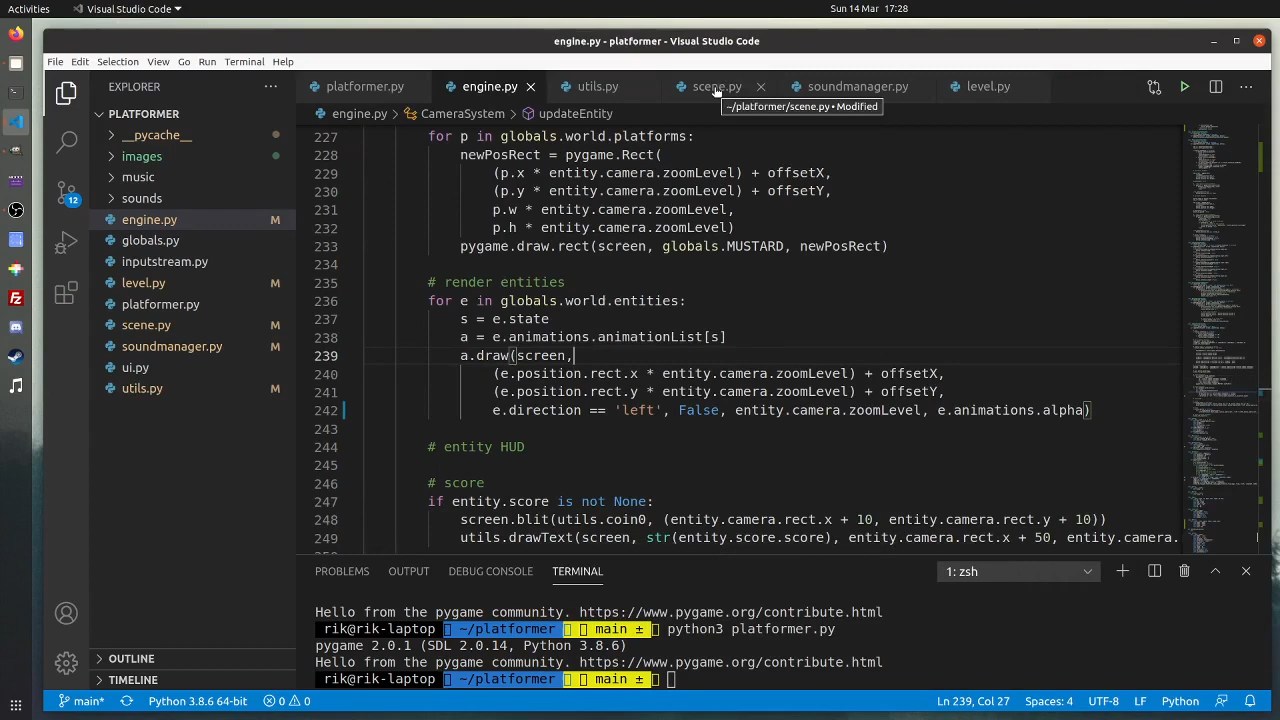 Activities
Visual Studio Code
Sun 14 Mar 17:28
engine.py - platformer - Visual Studio Code
File Edit Selection View Go Run Terminal Help
EXPLORER
platformer.py
engine.py
utils.py
scene.py
soundmanager.py
level.py
~/platformer/scene.py • Modified
engine.py > CameraSystem > updateEntity
PLATFORMER
__pycache__
images
music
sounds
engine.py M
globals.py
inputstream.py
level.py M
platformer.py
scene.py M
soundmanager.py M
ui.py
utils.py M
12
OUTLINE
TIMELINE
227 for p in globals.world.platforms:
228 newPosRect = pygame.Rect(
229 (p.x * entity.camera.zoomLevel) + offsetX,
230 (p.y * entity.camera.zoomLevel) + offsetY,
231 p.w * entity.camera.zoomLevel,
232 p.h * entity.camera.zoomLevel)
233 pygame.draw.rect(screen, globals.MUSTARD, newPosRect)
234
235 # render entities
236 for e in globals.world.entities:
237 s = e.state
238 a = e.animations.animationList[s]
239 a.draw(screen,
240 (e.position.rect.x * entity.camera.zoomLevel) + offsetX,
241 (e.position.rect.y * entity.camera.zoomLevel) + offsetY,
242 e.direction == 'left', False, entity.camera.zoomLevel, e.animations.alpha)
243
244 # entity HUD
245
246 # score
247 if entity.score is not None:
248 screen.blit(utils.coin0, (entity.camera.rect.x + 10, entity.camera.rect.y + 10))
249 utils.drawText(screen, str(entity.score.score), entity.camera.rect.x + 50, entity.camera.
PROBLEMS OUTPUT DEBUG CONSOLE TERMINAL
1: zsh
Hello from the pygame community. https://www.pygame.org/contribute.html
rik@rik-laptop ~/platformer main ± python3 platformer.py
pygame 2.0.1 (SDL 2.0.14, Python 3.8.6)
Hello from the pygame community. https://www.pygame.org/contribute.html
rik@rik-laptop ~/platformer main ±
main* Python 3.8.6 64-bit 0 0 Ln 239, Col 27 Spaces: 4 UTF-8 LF Python